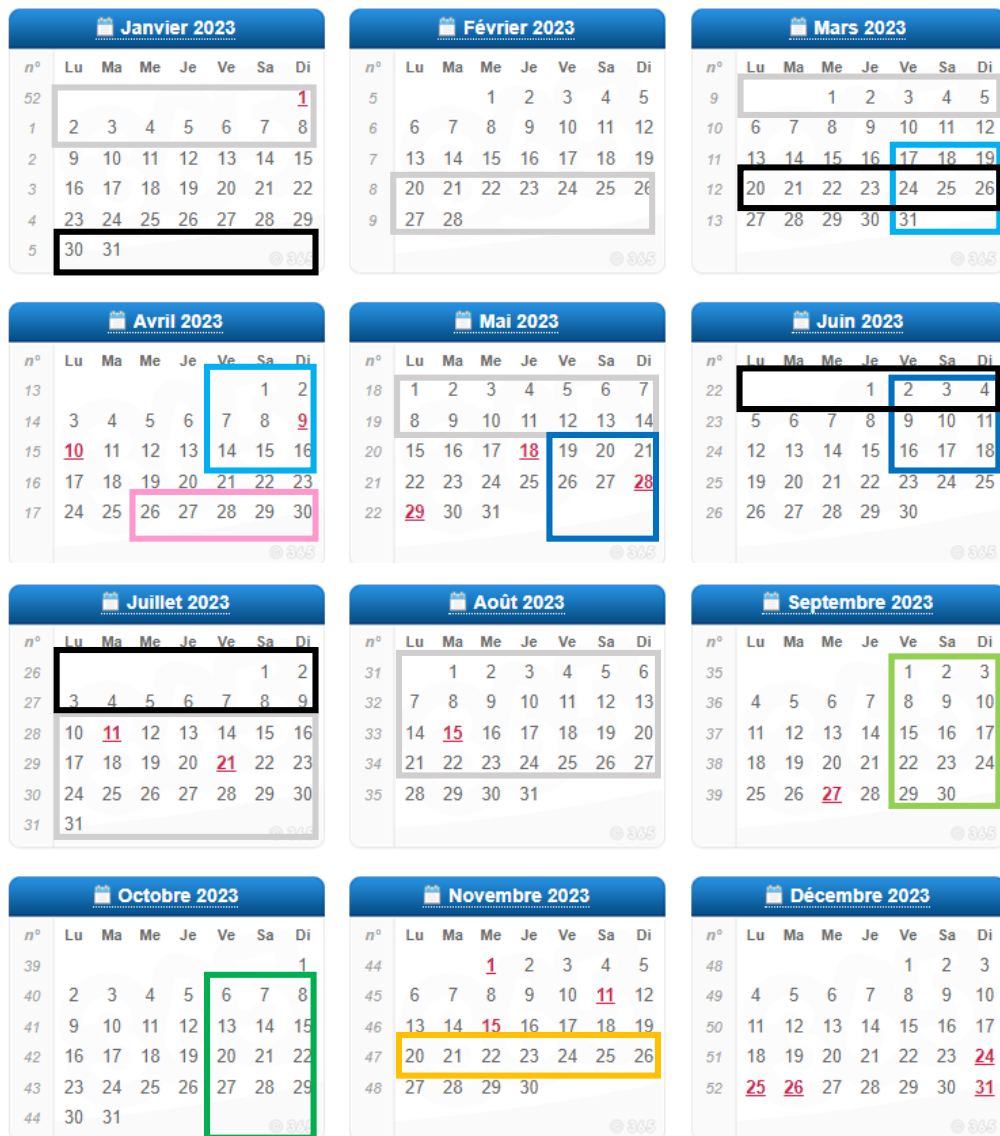 Janvier 2023
n° Lu Ma Me Je Ve Sa Di
52 1
1 2 3 4 5 6 7 8
2 9 10 11 12 13 14 15
3 16 17 18 19 20 21 22
4 23 24 25 26 27 28 29
5 30 31
© 365
Février 2023
n° Lu Ma Me Je Ve Sa Di
5 1 2 3 4 5
6 6 7 8 9 10 11 12
7 13 14 15 16 17 18 19
8 20 21 22 23 24 25 26
9 27 28
© 365
Mars 2023
n° Lu Ma Me Je Ve Sa Di
9 1 2 3 4 5
10 6 7 8 9 10 11 12
11 13 14 15 16 17 18 19
12 20 21 22 23 24 25 26
13 27 28 29 30 31
© 365
Avril 2023
n° Lu Ma Me Je Ve Sa Di
13 1 2
14 3 4 5 6 7 8 9
15 10 11 12 13 14 15 16
16 17 18 19 20 21 22 23
17 24 25 26 27 28 29 30
© 365
Mai 2023
n° Lu Ma Me Je Ve Sa Di
18 1 2 3 4 5 6 7
19 8 9 10 11 12 13 14
20 15 16 17 18 19 20 21
21 22 23 24 25 26 27 28
22 29 30 31
© 365
Juin 2023
n° Lu Ma Me Je Ve Sa Di
22 1 2 3 4
23 5 6 7 8 9 10 11
24 12 13 14 15 16 17 18
25 19 20 21 22 23 24 25
26 26 27 28 29 30
© 365
Juillet 2023
n° Lu Ma Me Je Ve Sa Di
26 1 2
27 3 4 5 6 7 8 9
28 10 11 12 13 14 15 16
29 17 18 19 20 21 22 23
30 24 25 26 27 28 29 30
31 31
© 365
Août 2023
n° Lu Ma Me Je Ve Sa Di
31 1 2 3 4 5 6
32 7 8 9 10 11 12 13
33 14 15 16 17 18 19 20
34 21 22 23 24 25 26 27
35 28 29 30 31
© 365
Septembre 2023
n° Lu Ma Me Je Ve Sa Di
35 1 2 3
36 4 5 6 7 8 9 10
37 11 12 13 14 15 16 17
38 18 19 20 21 22 23 24
39 25 26 27 28 29 30
© 365
Octobre 2023
n° Lu Ma Me Je Ve Sa Di
39 1
40 2 3 4 5 6 7 8
41 9 10 11 12 13 14 15
42 16 17 18 19 20 21 22
43 23 24 25 26 27 28 29
44 30 31
© 365
Novembre 2023
n° Lu Ma Me Je Ve Sa Di
44 1 2 3 4 5
45 6 7 8 9 10 11 12
46 13 14 15 16 17 18 19
47 20 21 22 23 24 25 26
48 27 28 29 30
© 365
Décembre 2023
n° Lu Ma Me Je Ve Sa Di
48 1 2 3
49 4 5 6 7 8 9 10
50 11 12 13 14 15 16 17
51 18 19 20 21 22 23 24
52 25 26 27 28 29 30 31
© 365